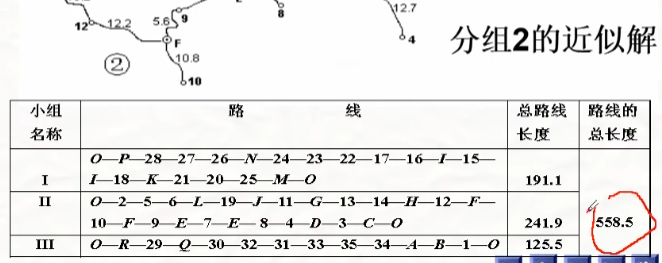 12.7
8
9
5.6
12
12.2
F
4
10.8
②
10
分组2的近似解
小组名称 路 线 总路线长度 路线的总长度
I O—P—28—27—26—N—24—23—22—17—16—I—15—
I—18—K—21—20—25—M—O 191.1
II O—2—5—6—L—19—J—11—G—13—14—H—12—F—
10—F—9—E—7—E—8—4—D—3—C—O 241.9
558.5
III O—R—29—Q—30—32—31—33—35—34—A—B—1—O 125.5